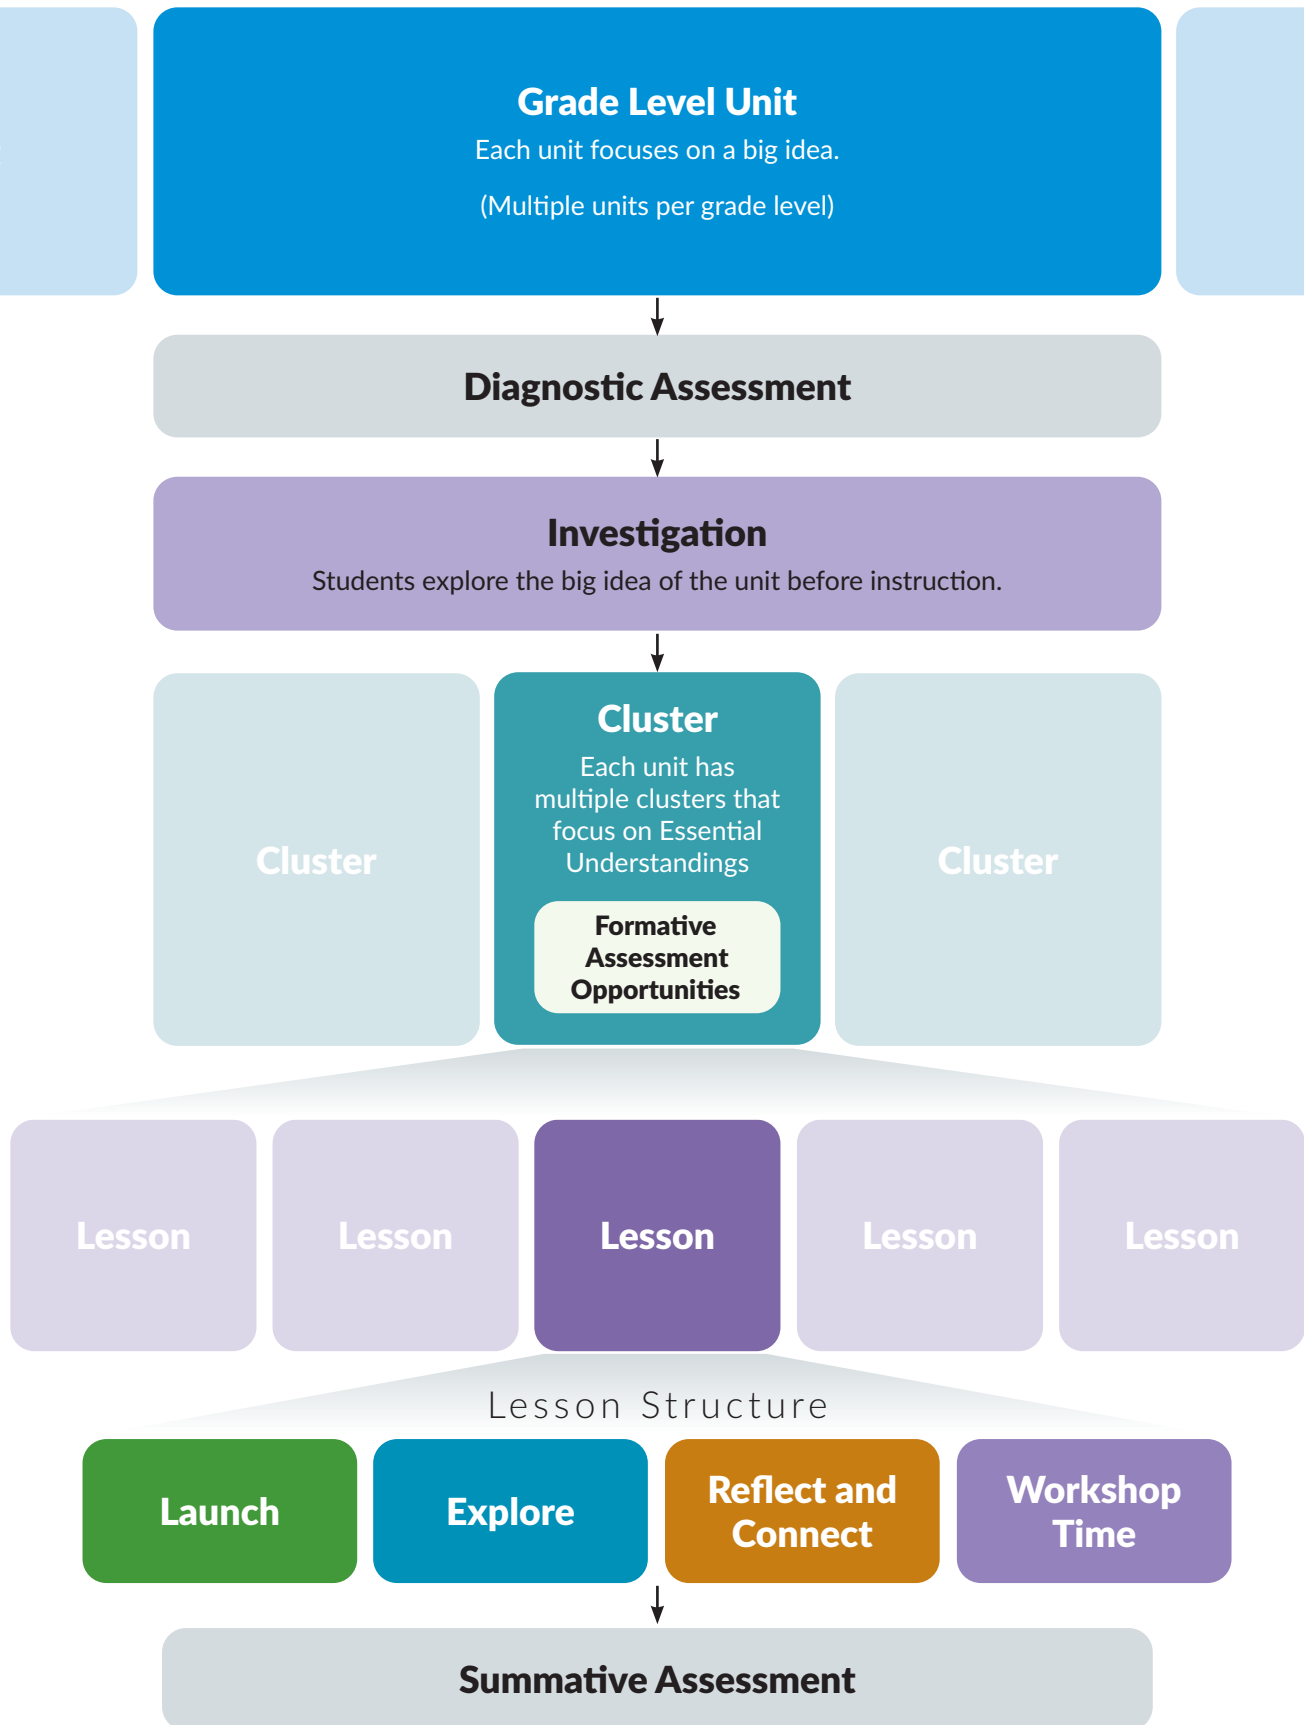 Grade Level Unit
Each unit focuses on a big idea.
(Multiple units per grade level)
Diagnostic Assessment
Investigation
Students explore the big idea of the unit before instruction.
Cluster
Cluster
Each unit has
multiple clusters that
focus on Essential
Understandings
Formative
Assessment
Opportunities
Cluster
Lesson
Lesson
Lesson
Lesson
Lesson
Lesson Structure
Launch
Explore
Reflect and
Connect
Workshop
Time
Summative Assessment